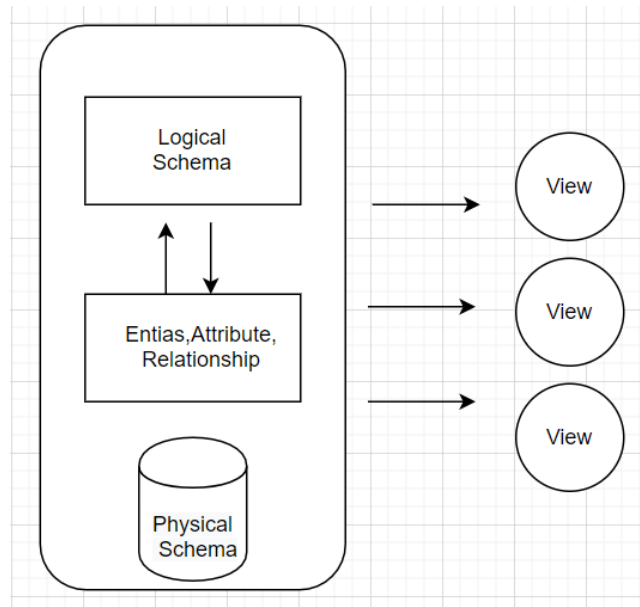 Logical
Schema
View
Entias,Attribute,
Relationship
View
View
Physical
Schema